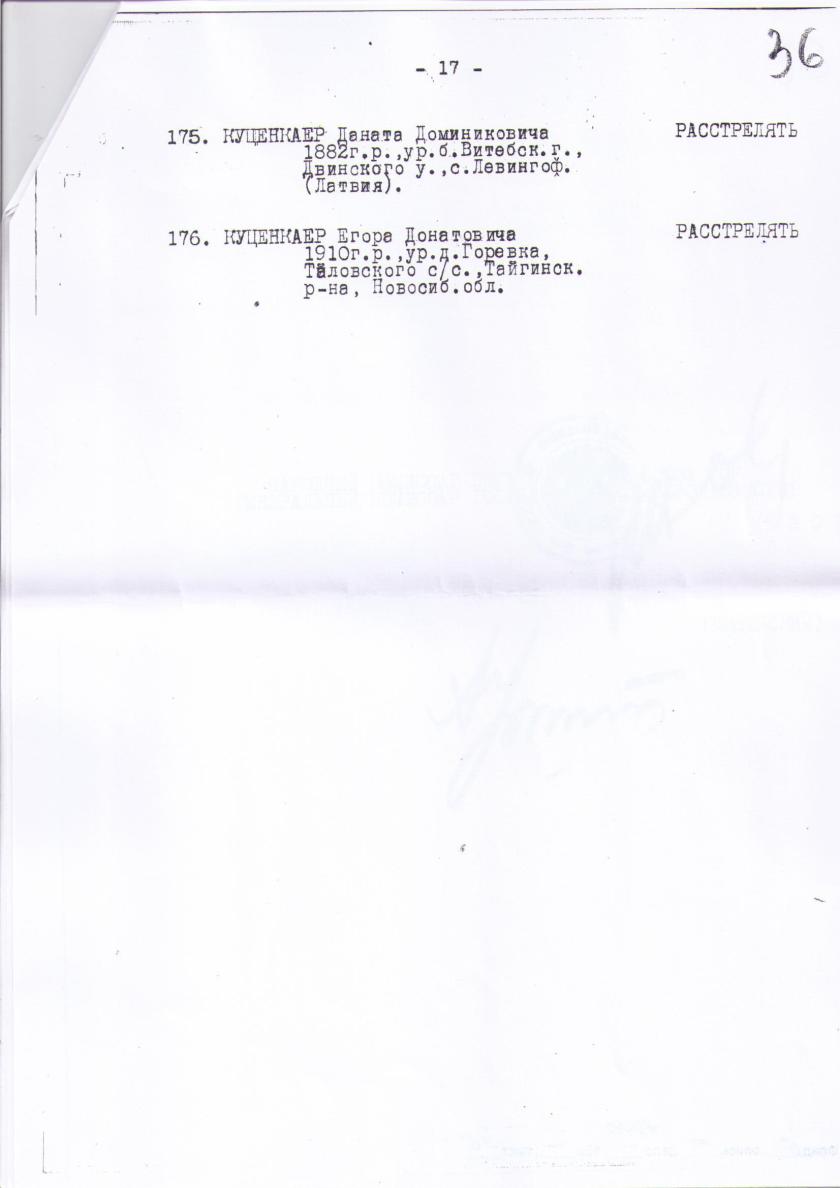 36
- 17 -
175. КУЦЕНКАЕР Даната Доминиковича РАССТРЕЛЯТЬ
1882г.р.,ур.б.Витебск.г.,
Двинского у.,с.Левингоф.
(Латвия).
176. КУЦЕНКАЕР Егора Донатовича РАССТРЕЛЯТЬ
1910г.р.,ур.д.Горевка,
Таловского с/с.,Тайгинск.
р-на, Новосиб.обл.